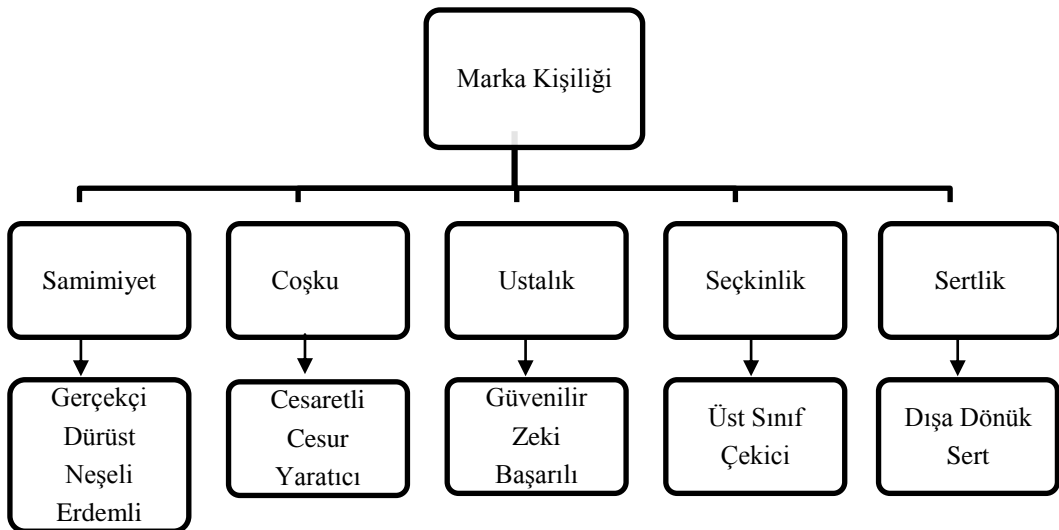 Marka Kişiliği
Samimiyet
Coşku
Ustalık
Seçkinlik
Sertlik
Gerçekçi
Dürüst
Neşeli
Erdemli
Cesaretli
Cesur
Yaratıcı
Güvenilir
Zeki
Başarılı
Üst Sınıf
Çekici
Dışa Dönük
Sert